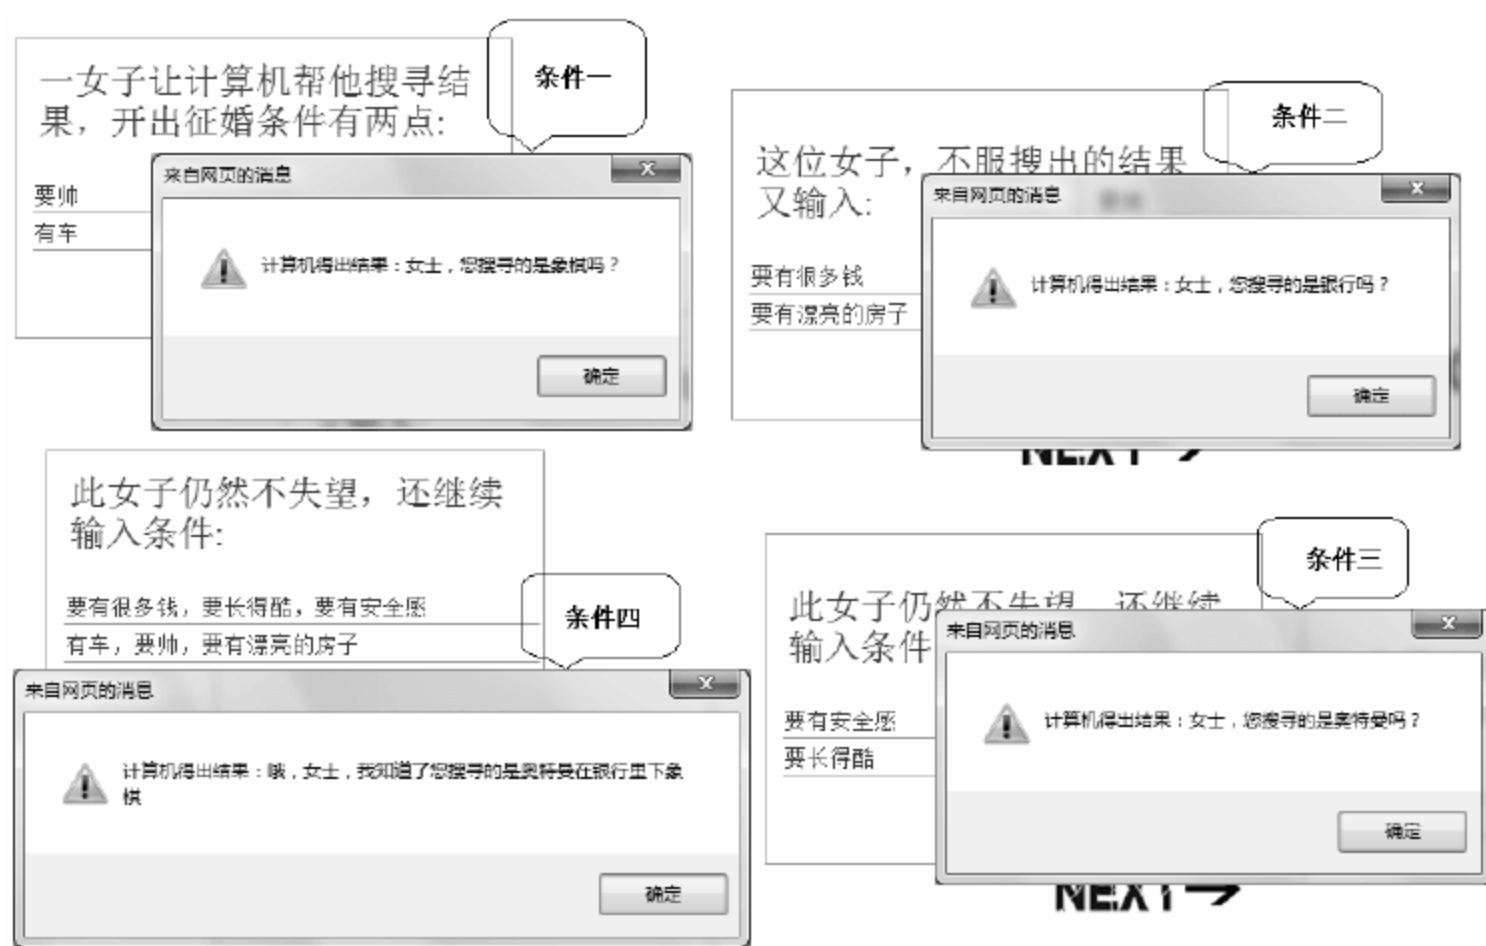 条件一
一女子让计算机帮他搜寻结
果，开出征婚条件有两点:
来自网页的消息
要帅
有车
计算机得出结果：女士，您搜寻的是象棋吗？
确定
条件二
这位女子，不服搜出的结果
又输入:
来自网页的消息
要有很多钱
要有漂亮的房子
计算机得出结果：女士，您搜寻的是银行吗？
确定
NEXT
条件三
此女子仍然不失望，还继续
输入条件
来自网页的消息
要有安全感
要长得酷
计算机得出结果：女士，您搜寻的是奥特曼吗？
确定
NEXT
此女子仍然不失望，还继续
输入条件:
条件四
要有很多钱，要长得酷，要有安全感
有车，要帅，要有漂亮的房子
来自网页的消息
计算机得出结果：哦，女士，我知道了您搜寻的是奥特曼在银行里下象
棋
确定